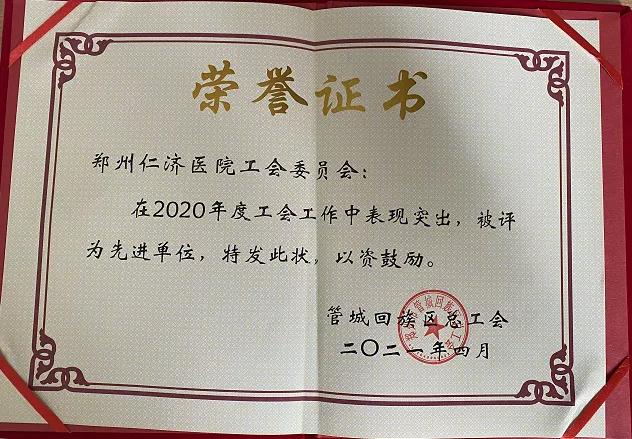 荣誉证书
郑州仁济医院工会委员会：
在2020年度工会工作中表现突出，被评
为先进单位，特发此状，以资鼓励。
管城回族区总工会
二〇二一年四月